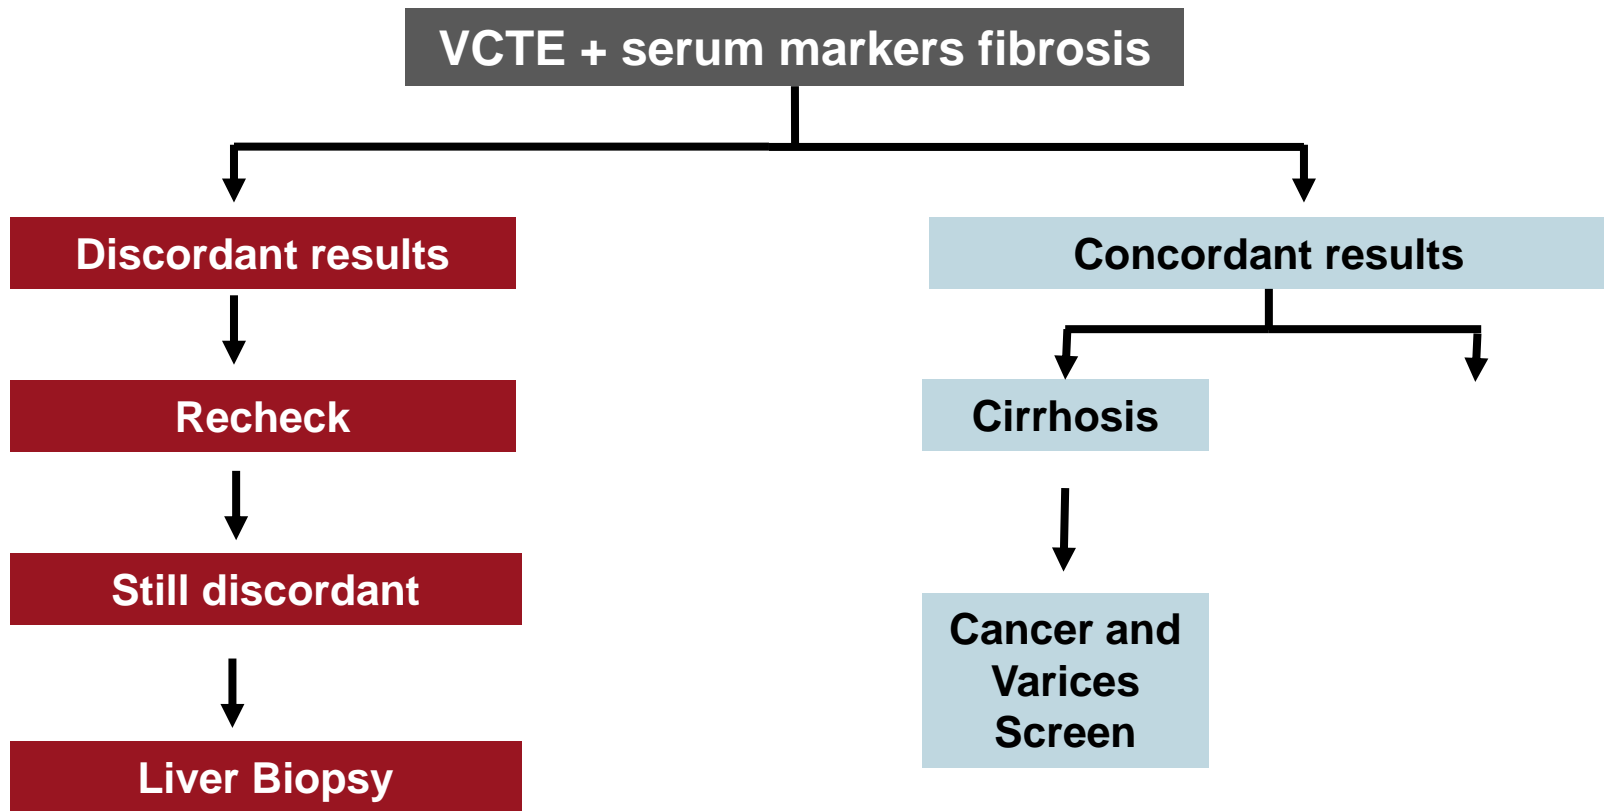 VCTE + serum markers fibrosis
Discordant results
Concordant results
Recheck
Cirrhosis
Still discordant
Cancer and
Varices
Screen
Liver Biopsy